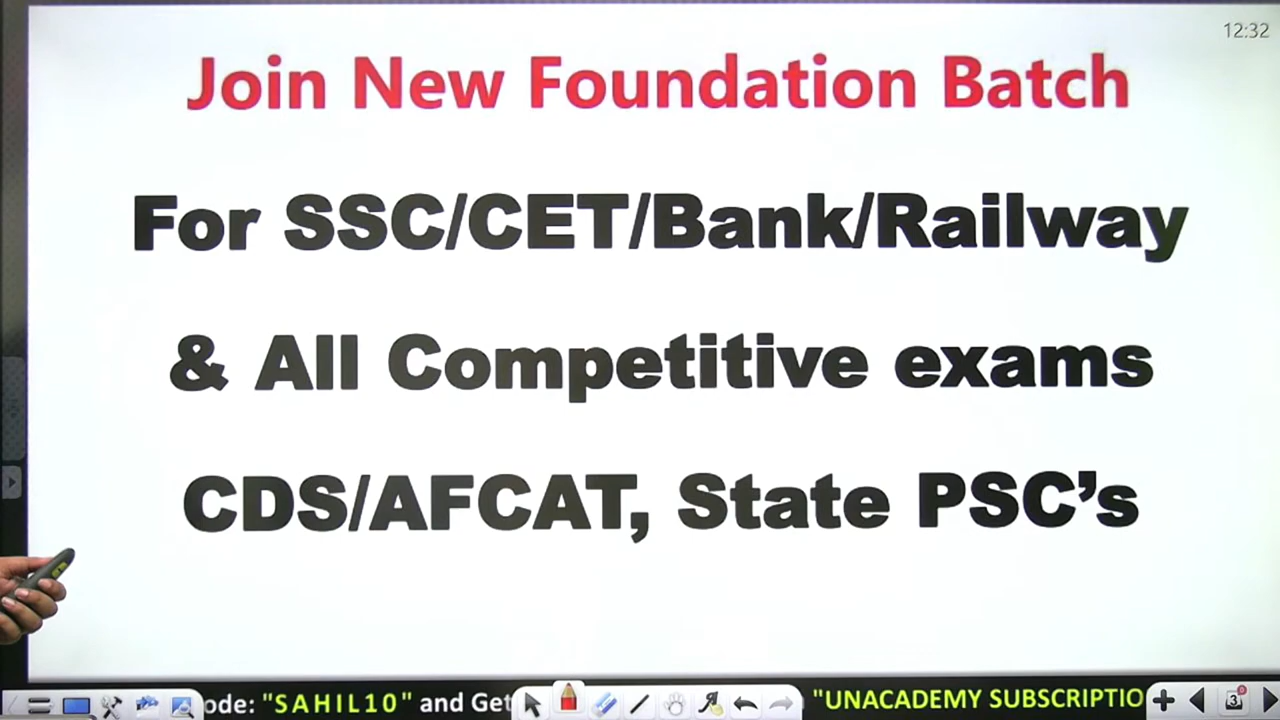 12:32
Join New Foundation Batch
For SSC/CET/Bank/Railway
& All Competitive exams
CDS/AFCAT, State PSC’s
ode: "SAHIL10" and Get "UNACADEMY SUBSCRIPTIO
3